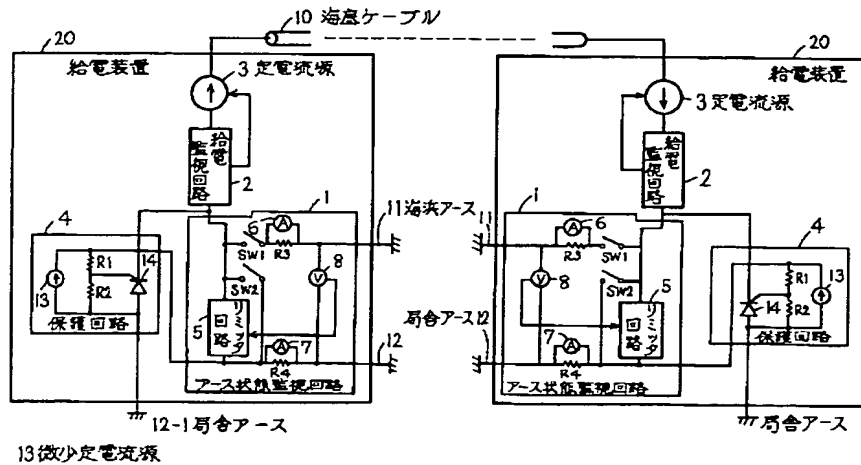 10 海底ケーブル
20
給電装置
3 定電流源
給電監視回路
2
1
11 海浜アース
6
A
R3
SW1
SW2
V
8
4
13
R1
R2
14
保護回路
5
リミッタ回路
7
A
R4
12
アース状態監視回路
12-1 局舎アース
13 微少定電流源
20
給電装置
3 定電流源
給電監視回路
2
1
11
6
A
R3
SW1
SW2
V
8
5
リミッタ回路
4
R1
R2
13
14
保護回路
局舎アース 12
7
A
R4
アース状態監視回路
局舎アース